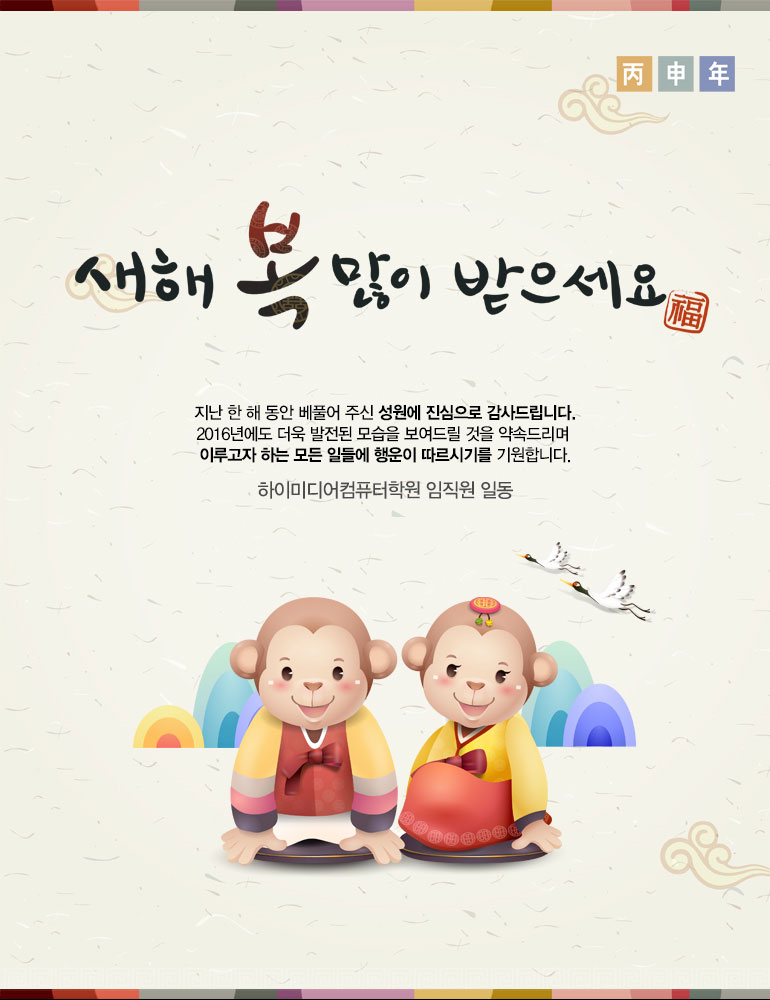 丙申年
새해 복 많이 받으세요
福
지난 한 해 동안 베풀어 주신 성원에 진심으로 감사드립니다.
2016년에도 더욱 발전된 모습을 보여드릴 것을 약속드리며
이루고자 하는 모든 일들에 행운이 따르시기를 기원합니다.
하이미디어컴퓨터학원 임직원 일동